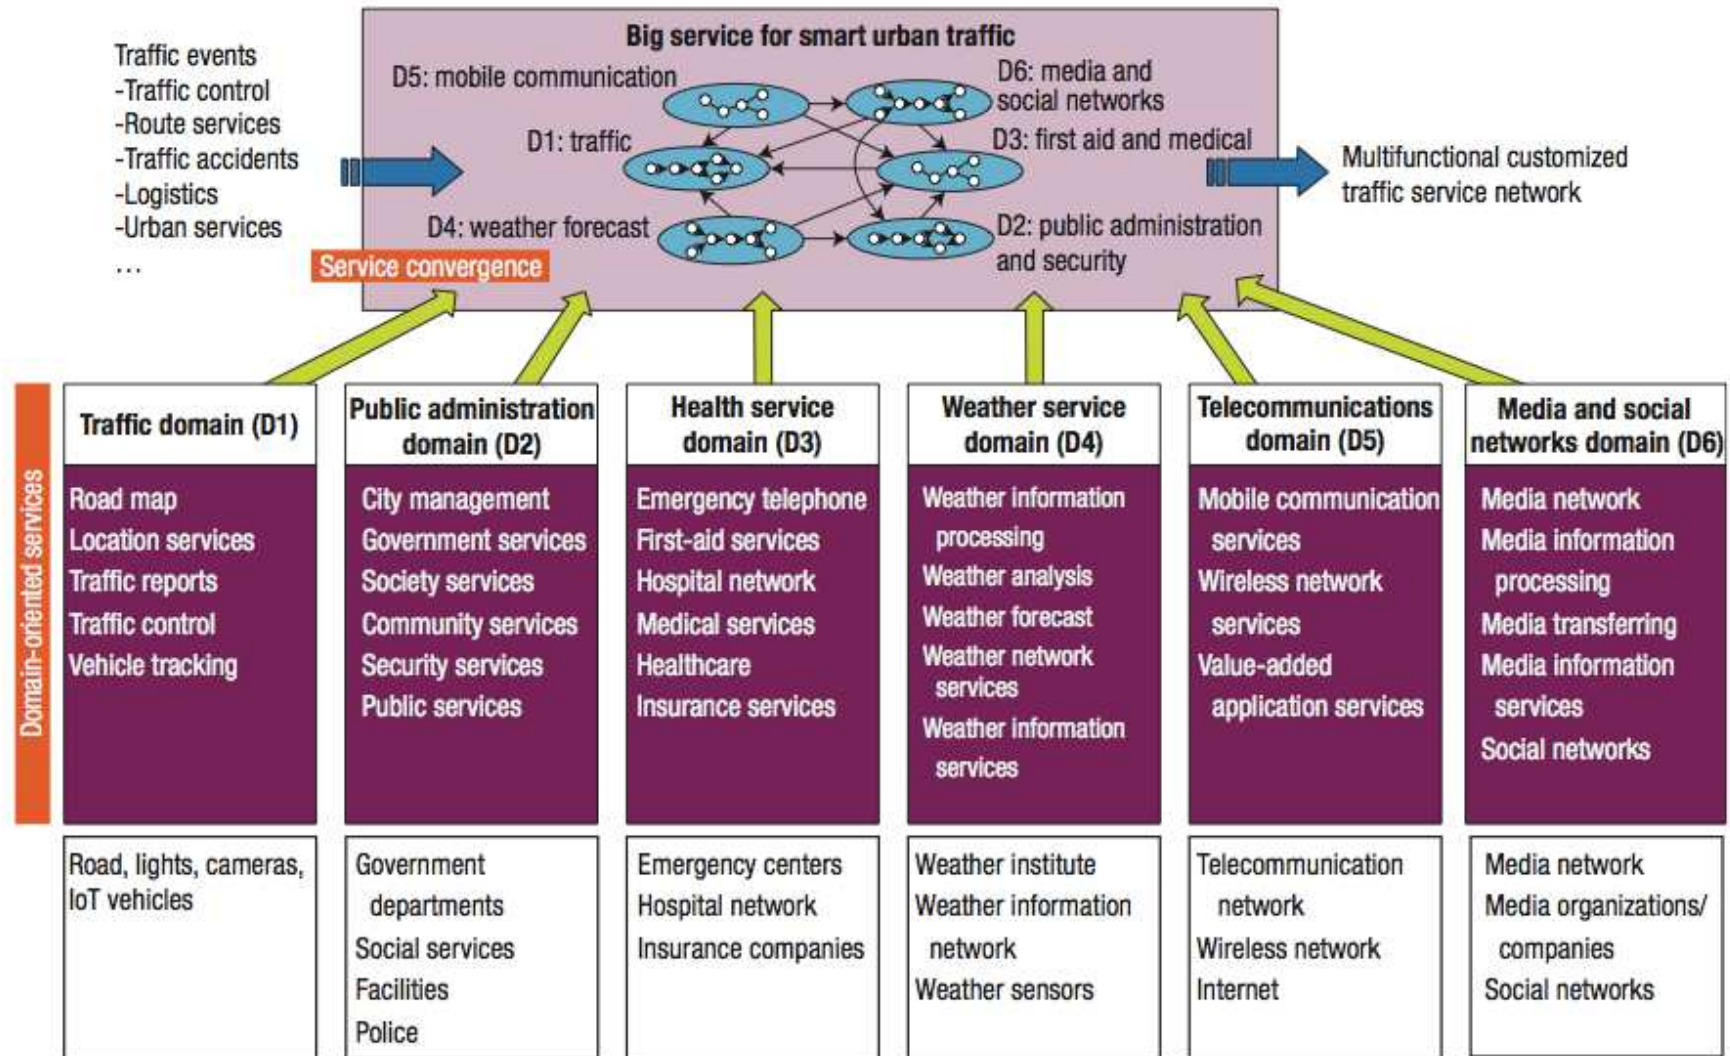 Big service for smart urban traffic
Traffic events
-Traffic control
-Route services
-Traffic accidents
-Logistics
-Urban services
...
D5: mobile communication
D6: media and
social networks
D1: traffic
D3: first aid and medical
D4: weather forecast
D2: public administration
and security
Service convergence
Multifunctional customized
traffic service network
Domain-oriented services
Traffic domain (D1)
Road map
Location services
Traffic reports
Traffic control
Vehicle tracking
Road, lights, cameras,
IoT vehicles
Public administration
domain (D2)
City management
Government services
Society services
Community services
Security services
Public services
Government
departments
Social services
Facilities
Police
Health service
domain (D3)
Emergency telephone
First-aid services
Hospital network
Medical services
Healthcare
Insurance services
Emergency centers
Hospital network
Insurance companies
Weather service
domain (D4)
Weather information
processing
Weather analysis
Weather forecast
Weather network
services
Weather information
services
Weather institute
Weather information
network
Weather sensors
Telecommunications
domain (D5)
Mobile communication
services
Wireless network
services
Value-added
application services
Telecommunication
network
Wireless network
Internet
Media and social
networks domain (D6)
Media network
Media information
processing
Media transferring
Media information
services
Social networks
Media network
Media organizations/
companies
Social networks